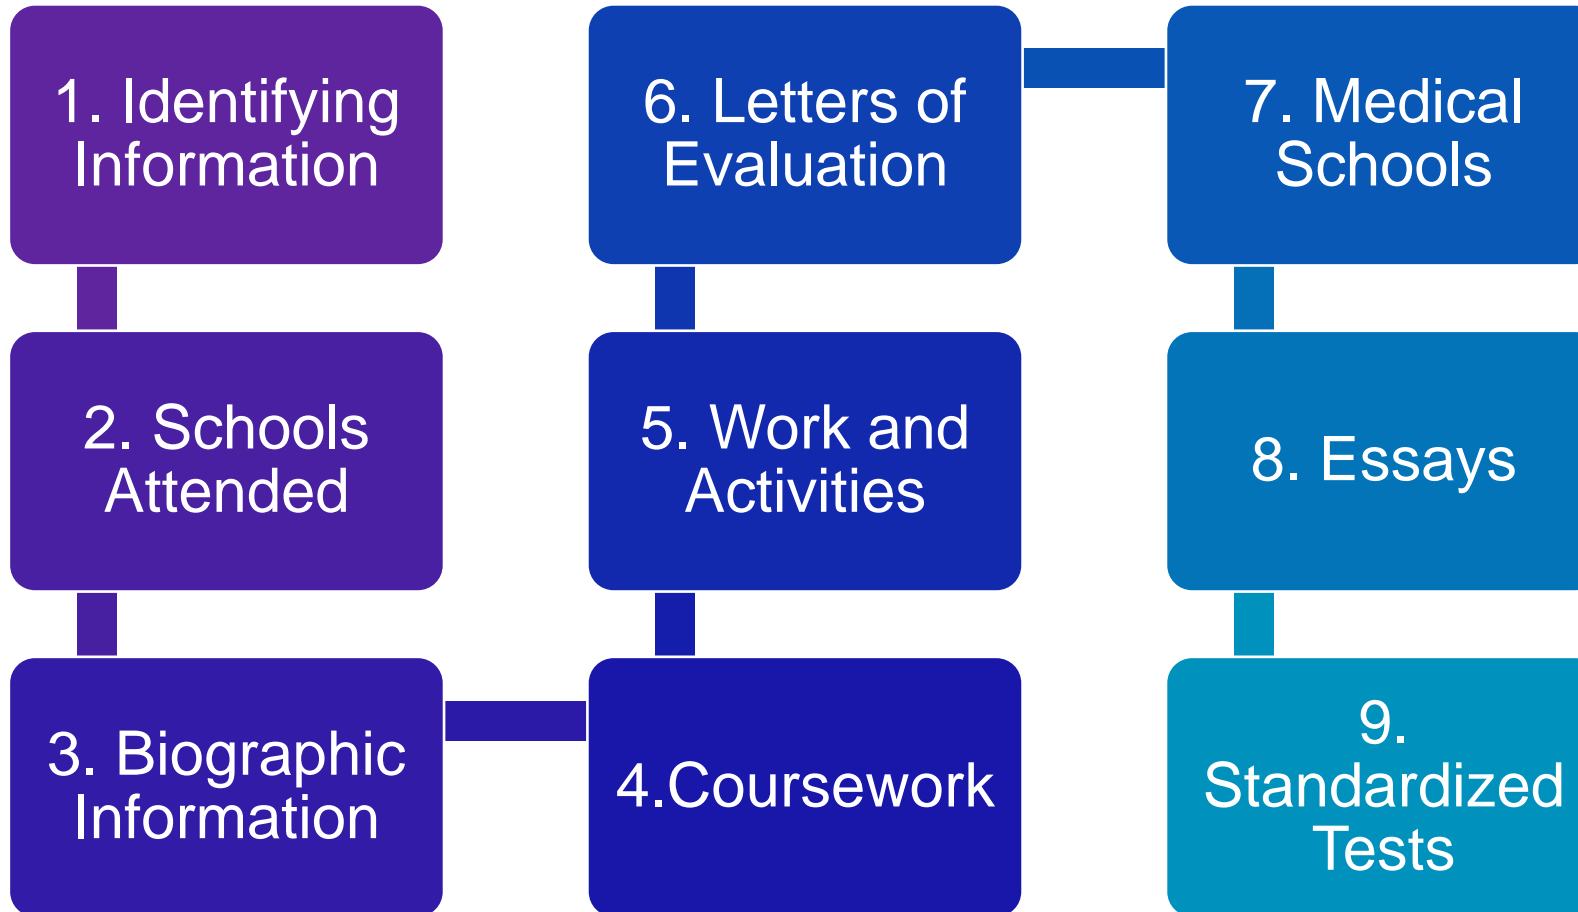 1. Identifying
Information
2. Schools
Attended
3. Biographic
Information
4.Coursework
5. Work and
Activities
6. Letters of
Evaluation
7. Medical
Schools
8. Essays
9.
Standardized
Tests